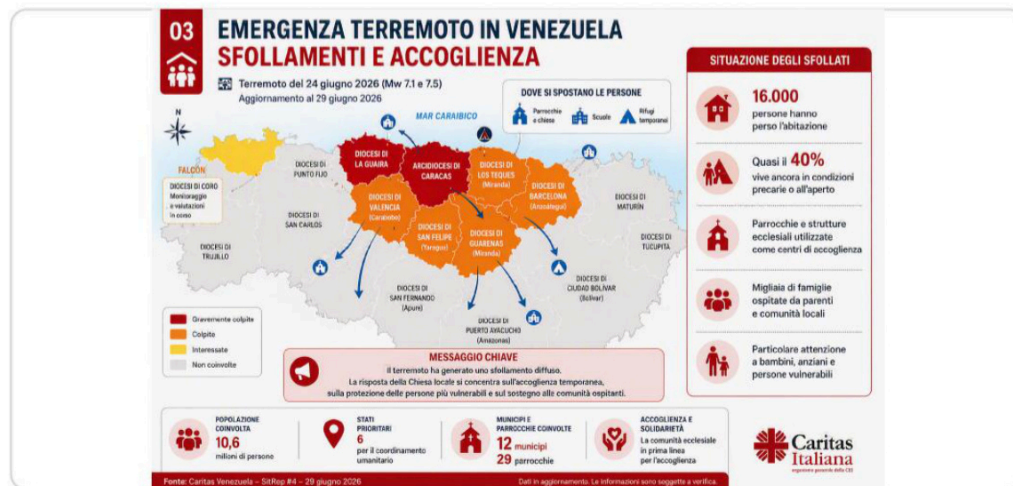 03
EMERGENZA TERREMOTO IN VENEZUELA
SFOLLAMENTI E ACCOGLIENZA
Terremoto del 24 giugno 2026 (Mw 7.1 e 7.5)
Aggiornamento al 29 giugno 2026
DOVE SI SPOSTANO LE PERSONE
Parrocchie
e chiese
Scuole
Rifugi
temporanei
N
MAR CARAIBICO
FALCÓN
DIOCESI DI CORO
Monitoraggio
e valutazioni
in corso
DIOCESI DI
PUNTO FIJO
DIOCESI DI
LA GUAIRA
ARCIDIOCESI DI
CARACAS
DIOCESI DI
LOS TEQUES
(Miranda)
DIOCESI DI
BARCELONA
(Anzoátegui)
DIOCESI DI
MATURÍN
DIOCESI DI
TUCUPITA
DIOCESI DI
SAN CARLOS
DIOCESI DI
VALENCIA
(Carabobo)
DIOCESI DI
SAN FELIPE
(Yaracuy)
DIOCESI DI
GUARENAS
(Miranda)
DIOCESI DI
TRUJILLO
DIOCESI DI
SAN FERNANDO
(Apure)
DIOCESI DI
CIUDAD BOLÍVAR
(Bolívar)
DIOCESI DI
PUERTO AYACUCHO
(Amazonas)
Gravemente colpite
Colpite
Interessate
Non coinvolte
MESSAGGIO CHIAVE
Il terremoto ha generato uno sfollamento diffuso.
La risposta della Chiesa locale si concentra sull'accoglienza temporanea,
sulla protezione delle persone più vulnerabili e sul sostegno alle comunità ospitanti.
SITUAZIONE DEGLI SFOLLATI
16.000
persone hanno
perso l'abitazione
Quasi il 40%
vive ancora in condizioni
precarie o all'aperto
Parrocchie e strutture
ecclesiali utilizzate
come centri di accoglienza
Migliaia di famiglie
ospitate da parenti
e comunità locali
Particolare attenzione
a bambini, anziani e
persone vulnerabili
POPOLAZIONE
COINVOLTA
10,6
milioni di persone
STATI
PRIORITARI
6
per il coordinamento
umanitario
MUNICIPI E
PARROCCHIE COINVOLTE
12 municipi
29 parrocchie
ACCOGLIENZA E
SOLIDARIETÀ
La comunità ecclesiale
in prima linea
per l'accoglienza
Caritas
Italiana
organismo pastorale della CEI
Fonte: Caritas Venezuela – SitRep #4 – 29 giugno 2026
Dati in aggiornamento. Le informazioni sono soggette a verifica.